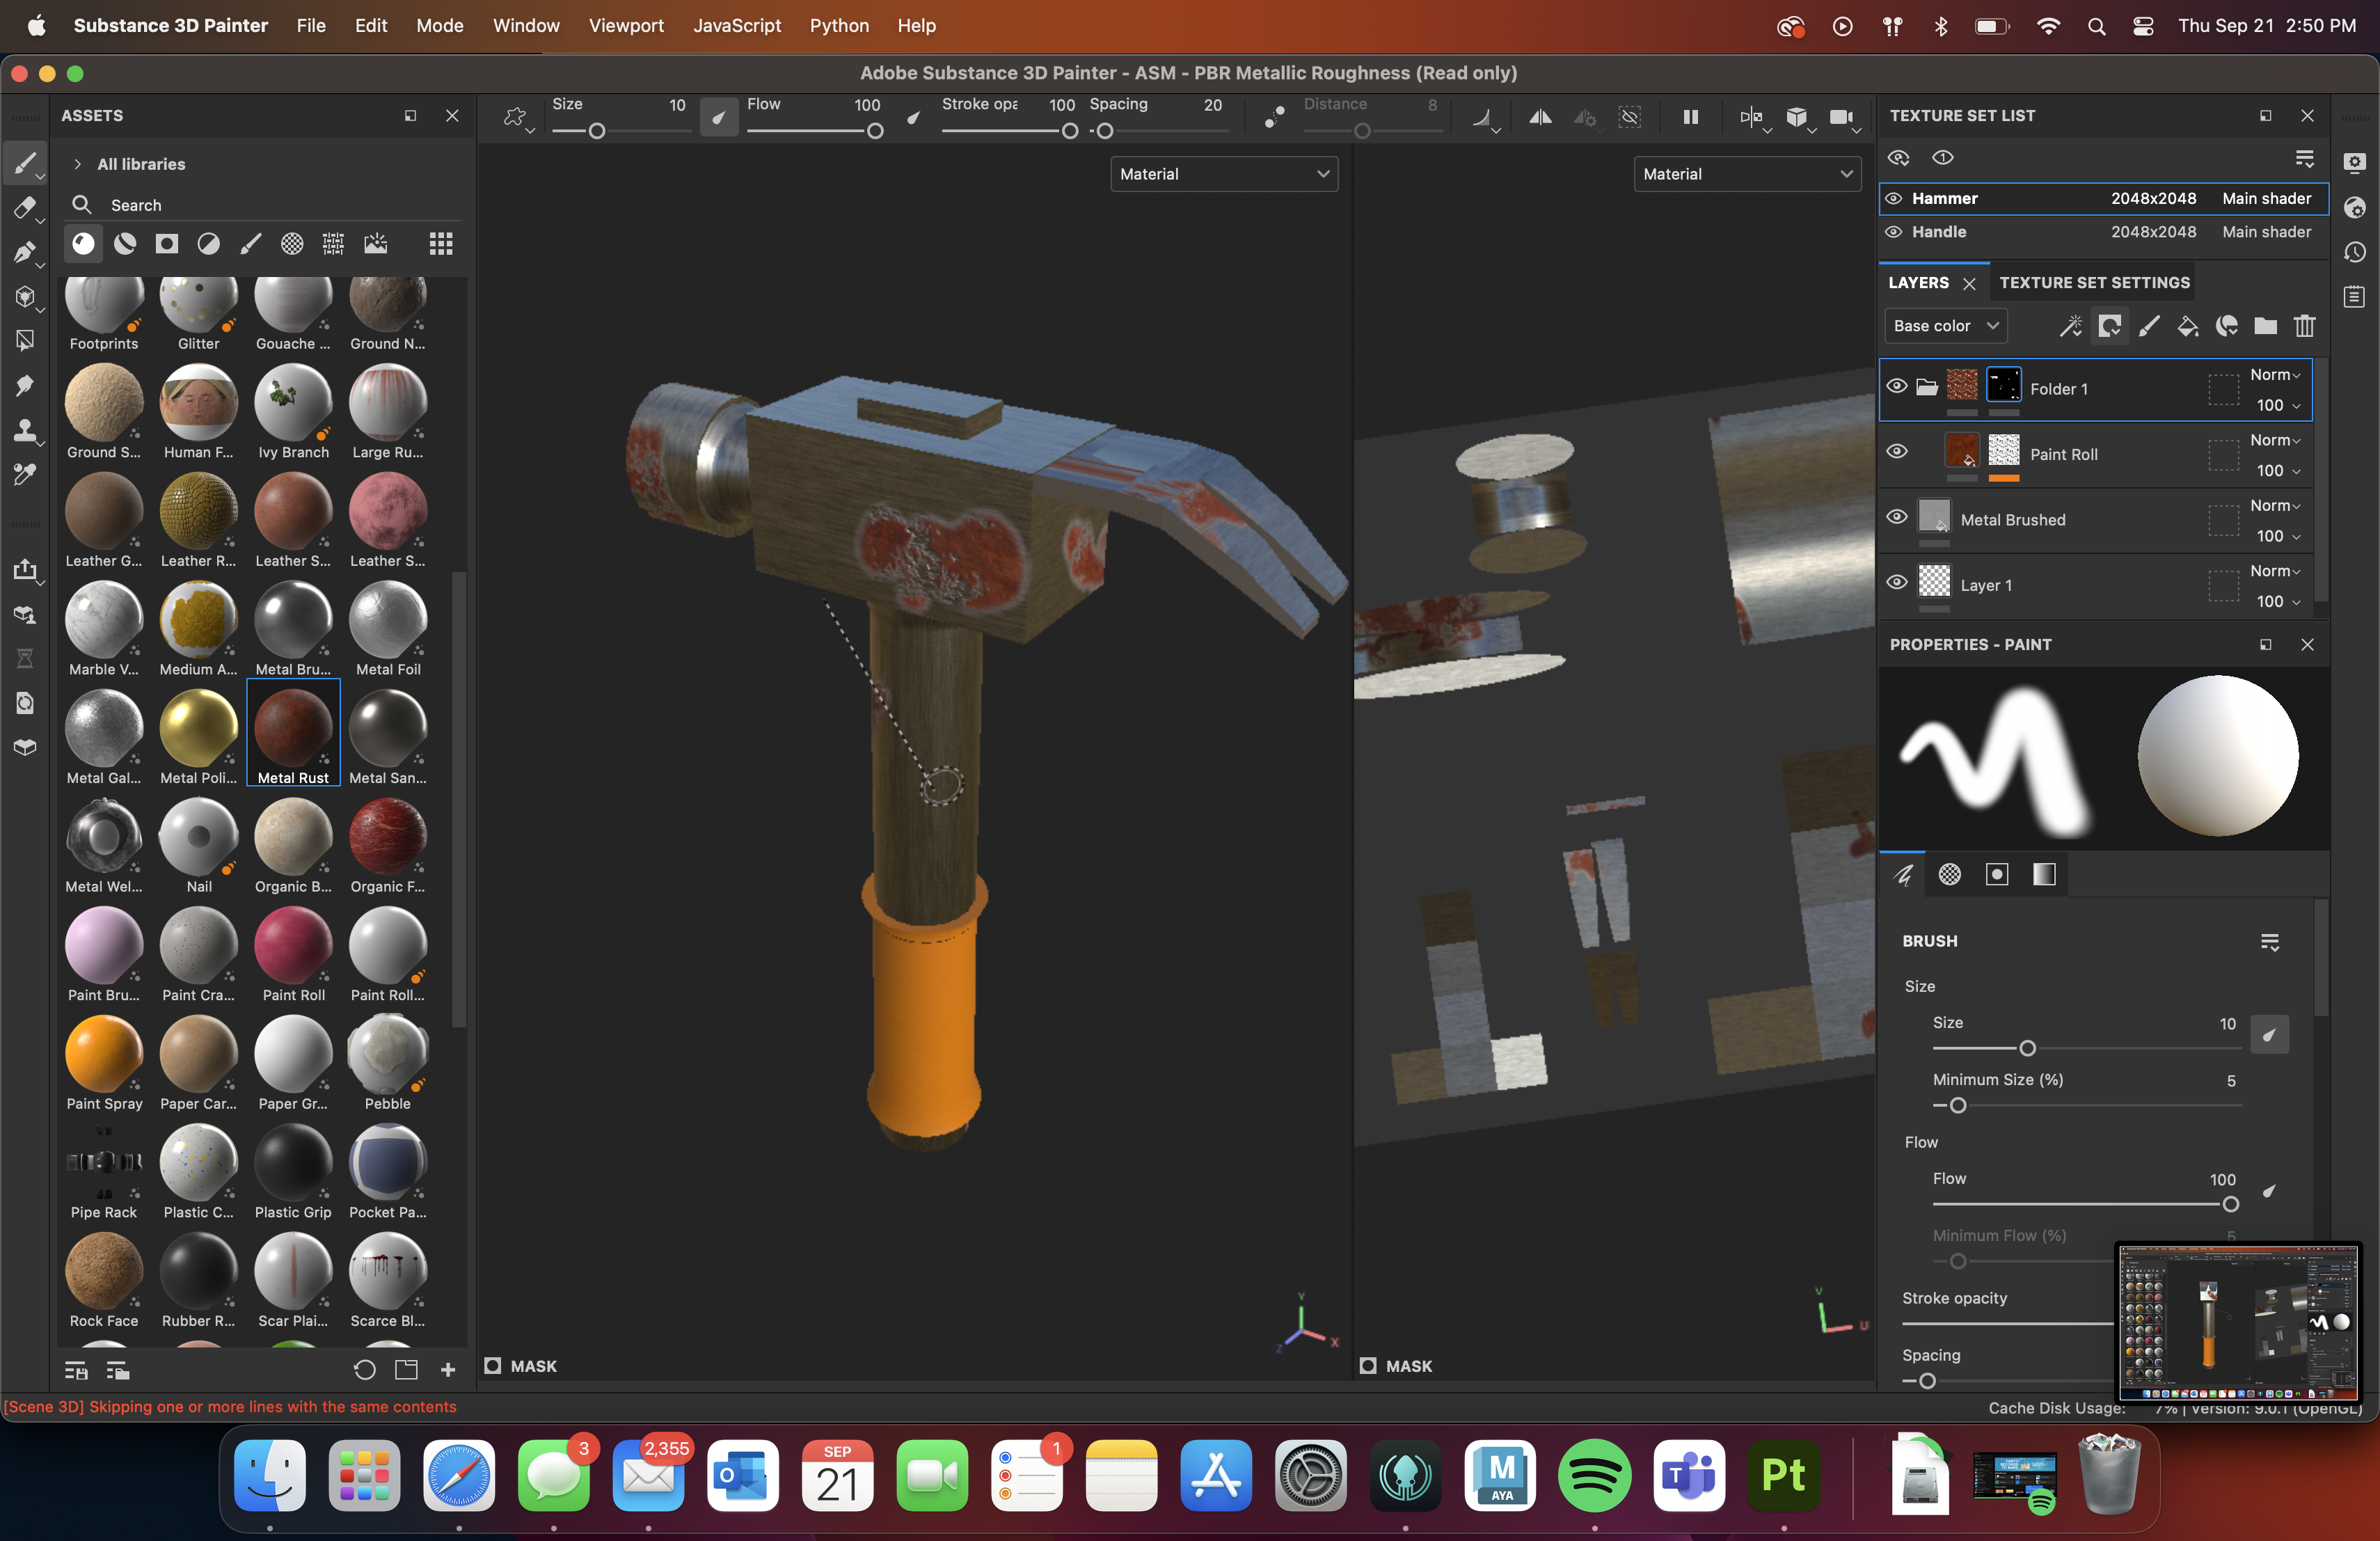 Substance 3D Painter File Edit Mode Window Viewport JavaScript Python Help Thu Sep 21 2:50 PM
Adobe Substance 3D Painter - ASM - PBR Metallic Roughness (Read only)
ASSETS
All libraries
Search
Footprints Glitter Gouache ... Ground N...
Ground S... Human F... Ivy Branch Large Ru...
Leather G... Leather R... Leather S... Leather S...
Marble V... Medium A... Metal Bru... Metal Foil
Metal Gal... Metal Poli... Metal Rust Metal San...
Metal Wel... Nail Organic B... Organic F...
Paint Bru... Paint Cra... Paint Roll Paint Roll...
Paint Spray Paper Car... Paper Gr... Pebble
Pipe Rack Plastic C... Plastic Grip Pocket Pa...
Rock Face Rubber R... Scar Plai... Scarce Bl...
Size 10 Flow 100 Stroke opa 100 Spacing 20 Distance 8
Material
Material
MASK
MASK
Y
X
Z
V
U
TEXTURE SET LIST
Hammer 2048x2048 Main shader
Handle 2048x2048 Main shader
LAYERS TEXTURE SET SETTINGS
Base color
Folder 1 Norm
100
Paint Roll Norm
100
Metal Brushed Norm
100
Layer 1 Norm
100
PROPERTIES - PAINT
BRUSH
Size
Size 10
Minimum Size (%) 5
Flow
Flow 100
Minimum Flow (%) 5
Stroke opacity
Spacing
[Scene 3D] Skipping one or more lines with the same contents
Cache Disk Usage: 7% | Version: 9.0.1 (OpenGL)
3
2,355
SEP
21
1
M
AYA
Pt